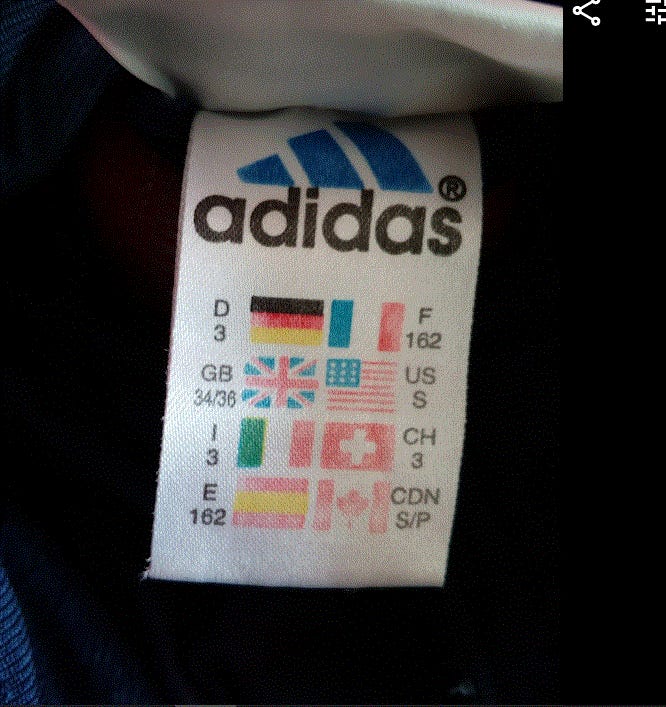 adidas®
D F
3 162
GB US
34/36 S
I CH
3 3
E CDN
162 S/P